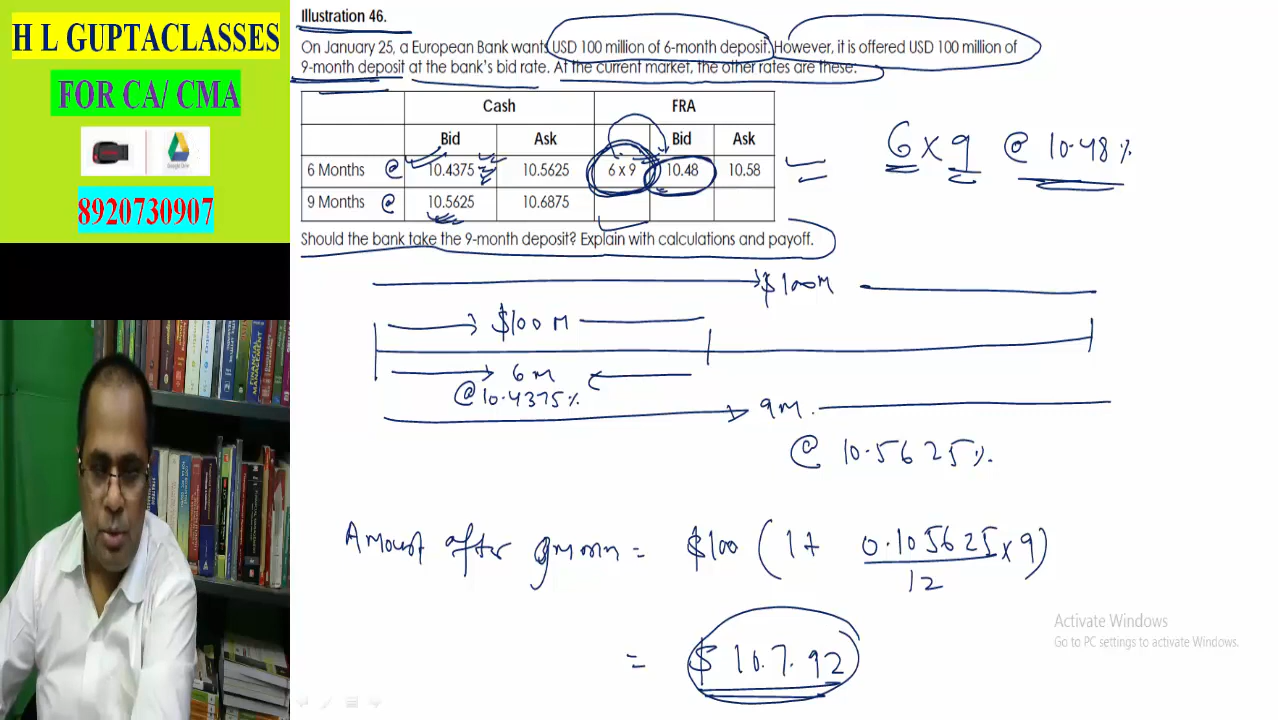 H L GUPTACLASSES
FOR CA/ CMA
8920730907
Illustration 46.
On January 25, a European Bank wants USD 100 million of 6-month deposit. However, it is offered USD 100 million of
9-month deposit at the bank's bid rate. At the current market, the other rates are these:
Cash FRA
Bid Ask Bid Ask
6 Months @ 10.4375 10.5625 6 x 9 10.48 10.58
9 Months @ 10.5625 10.6875
6 x 9 @ 10.48%
Should the bank take the 9-month deposit? Explain with calculations and payoff.
$100M
$100 M
6 M
@10.4375%
9M.
@ 10.5625%
Amount after 9 mon = $100 (1+ 0.105625 x 9)
12
= $ 10.7.92
Activate Windows
Go to PC settings to activate Windows.